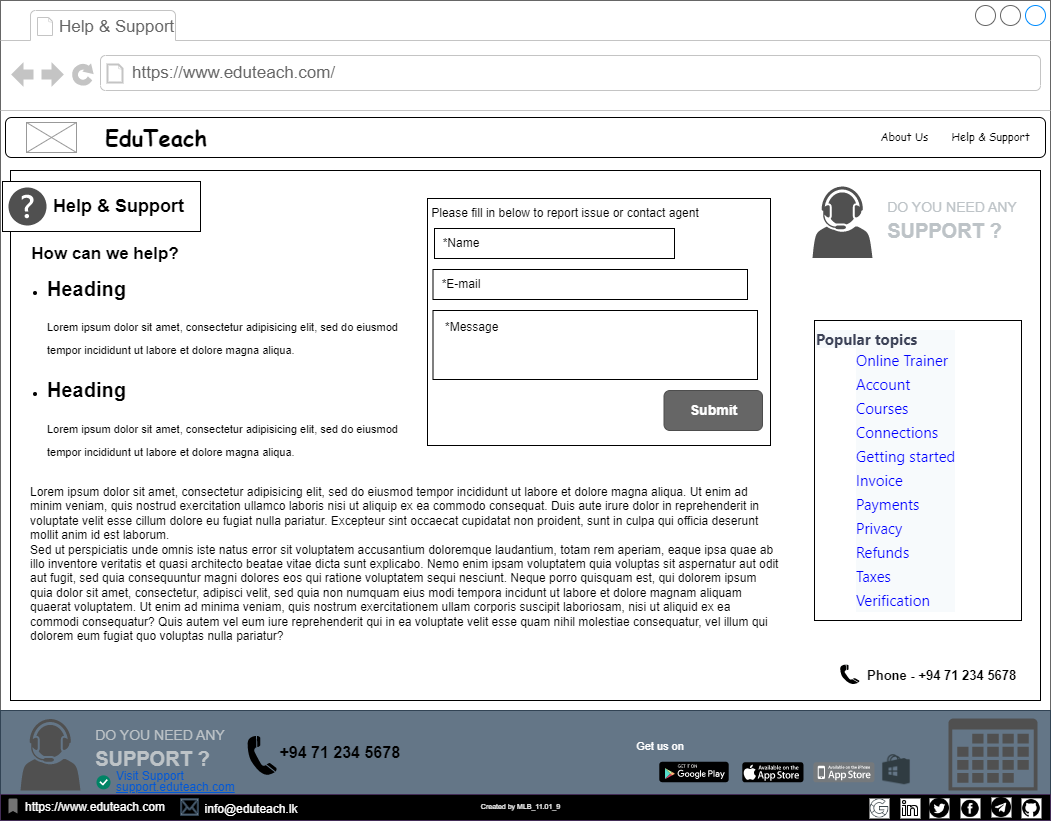 Help & Support
https://www.eduteach.com/
EduTeach
About Us
Help & Support
? Help & Support
How can we help?
• Heading
Lorem ipsum dolor sit amet, consectetur adipisicing elit, sed do eiusmod
tempor incididunt ut labore et dolore magna aliqua.
• Heading
Lorem ipsum dolor sit amet, consectetur adipisicing elit, sed do eiusmod
tempor incididunt ut labore et dolore magna aliqua.
Please fill in below to report issue or contact agent
*Name
*E-mail
*Message
Submit
DO YOU NEED ANY
SUPPORT ?
Popular topics
Online Trainer
Account
Courses
Connections
Getting started
Invoice
Payments
Privacy
Refunds
Taxes
Verification
Lorem ipsum dolor sit amet, consectetur adipisicing elit, sed do eiusmod tempor incididunt ut labore et dolore magna aliqua. Ut enim ad
minim veniam, quis nostrud exercitation ullamco laboris nisi ut aliquip ex ea commodo consequat. Duis aute irure dolor in reprehenderit in
voluptate velit esse cillum dolore eu fugiat nulla pariatur. Excepteur sint occaecat cupidatat non proident, sunt in culpa qui officia deserunt
mollit anim id est laborum.
Sed ut perspiciatis unde omnis iste natus error sit voluptatem accusantium doloremque laudantium, totam rem aperiam, eaque ipsa quae ab
illo inventore veritatis et quasi architecto beatae vitae dicta sunt explicabo. Nemo enim ipsam voluptatem quia voluptas sit aspernatur aut odit
aut fugit, sed quia consequuntur magni dolores eos qui ratione voluptatem sequi nesciunt. Neque porro quisquam est, qui dolorem ipsum
quia dolor sit amet, consectetur, adipisci velit, sed quia non numquam eius modi tempora incidunt ut labore et dolore magnam aliquam
quaerat voluptatem. Ut enim ad minima veniam, quis nostrum exercitationem ullam corporis suscipit laboriosam, nisi ut aliquid ex ea
commodi consequatur? Quis autem vel eum iure reprehenderit qui in ea voluptate velit esse quam nihil molestiae consequatur, vel illum qui
dolorem eum fugiat quo voluptas nulla pariatur?
Phone - +94 71 234 5678
DO YOU NEED ANY
SUPPORT ?
Visit Support
support.eduteach.com
+94 71 234 5678
Get us on
GET IT ON
Google Play
Available on the
App Store
Available on the iPhone
App Store
https://www.eduteach.com
info@eduteach.lk
Created by MLB_11.01_9